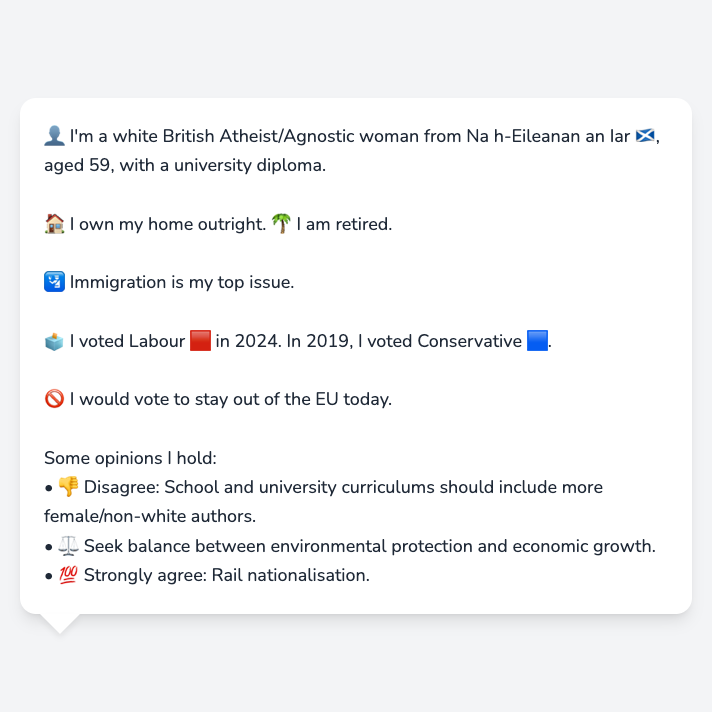 👤 I'm a white British Atheist/Agnostic woman from Na h-Eileanan an Iar 🏴󠁧󠁢󠁳󠁣󠁴󠁿,
aged 59, with a university diploma.
🏠 I own my home outright. 🌴 I am retired.
🛂 Immigration is my top issue.
🗳️ I voted Labour 🟥 in 2024. In 2019, I voted Conservative 🟦.
🚫 I would vote to stay out of the EU today.
Some opinions I hold:
• 👎 Disagree: School and university curriculums should include more
female/non-white authors.
• ⚖️ Seek balance between environmental protection and economic growth.
• 💯 Strongly agree: Rail nationalisation.